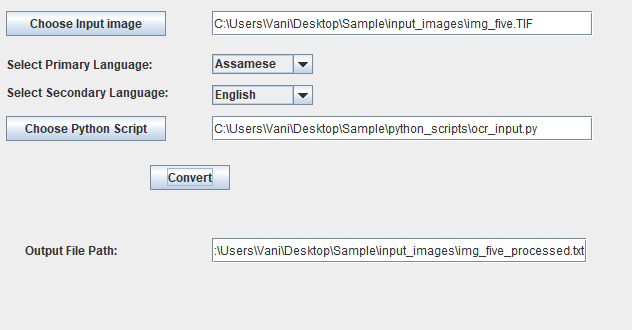 Choose Input image C:\Users\Vani\Desktop\Sample\input_images\img_five.TIF
Select Primary Language: Assamese
Select Secondary Language: English
Choose Python Script C:\Users\Vani\Desktop\Sample\python_scripts\ocr_input.py
Convert
Output File Path: :\Users\Vani\Desktop\Sample\input_images\img_five_processed.txt